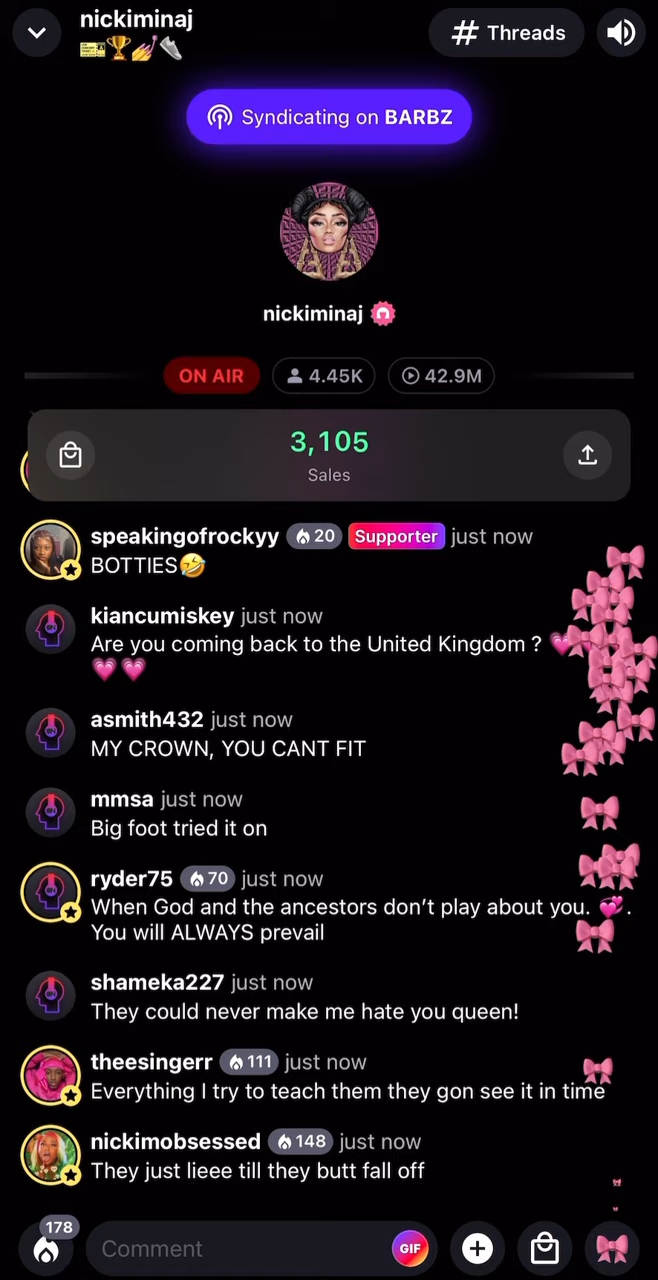 nickiminaj
Threads
Syndicating on BARBZ
nickiminaj
ON AIR
4.45K
42.9M
3,105
Sales
speakingofrockyy 20 Supporter just now
BOTTIES🤣
kiancumiskey just now
Are you coming back to the United Kingdom ? 💗
💗 💗
asmith432 just now
MY CROWN, YOU CANT FIT
mmsa just now
Big foot tried it on
ryder75 70 just now
When God and the ancestors don’t play about you. 💞 .
You will ALWAYS prevail
shameka227 just now
They could never make me hate you queen!
theesingerr 111 just now
Everything I try to teach them they gon see it in time
nickimobsessed 148 just now
They just lieee till they butt fall off
178
Comment
GIF